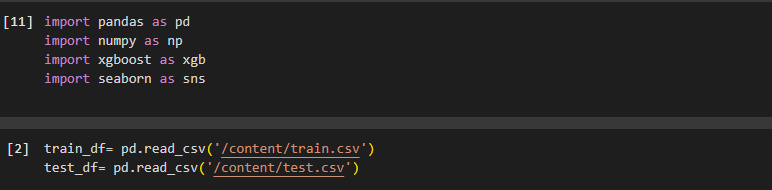 [11] import pandas as pd
import numpy as np
import xgboost as xgb
import seaborn as sns
[2] train_df= pd.read_csv('/content/train.csv')
test_df= pd.read_csv('/content/test.csv')